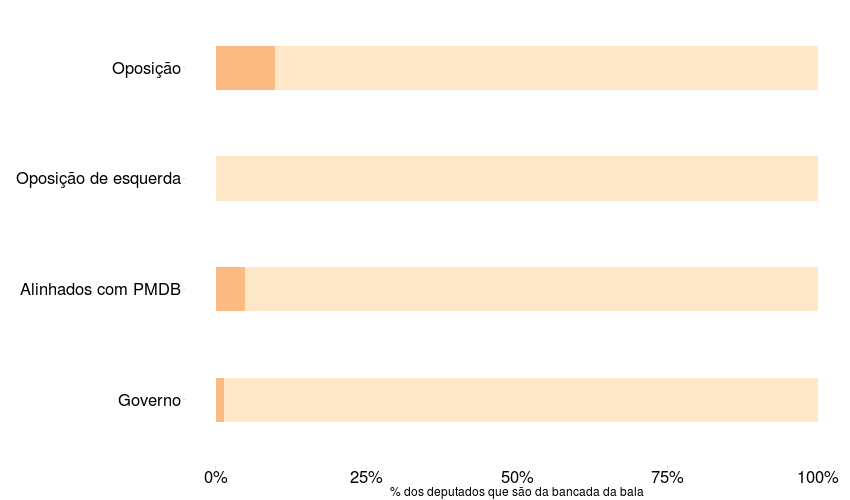 Oposição
Oposição de esquerda
Alinhados com PMDB
Governo
0% 25% 50% 75% 100%
% dos deputados que são da bancada da bala